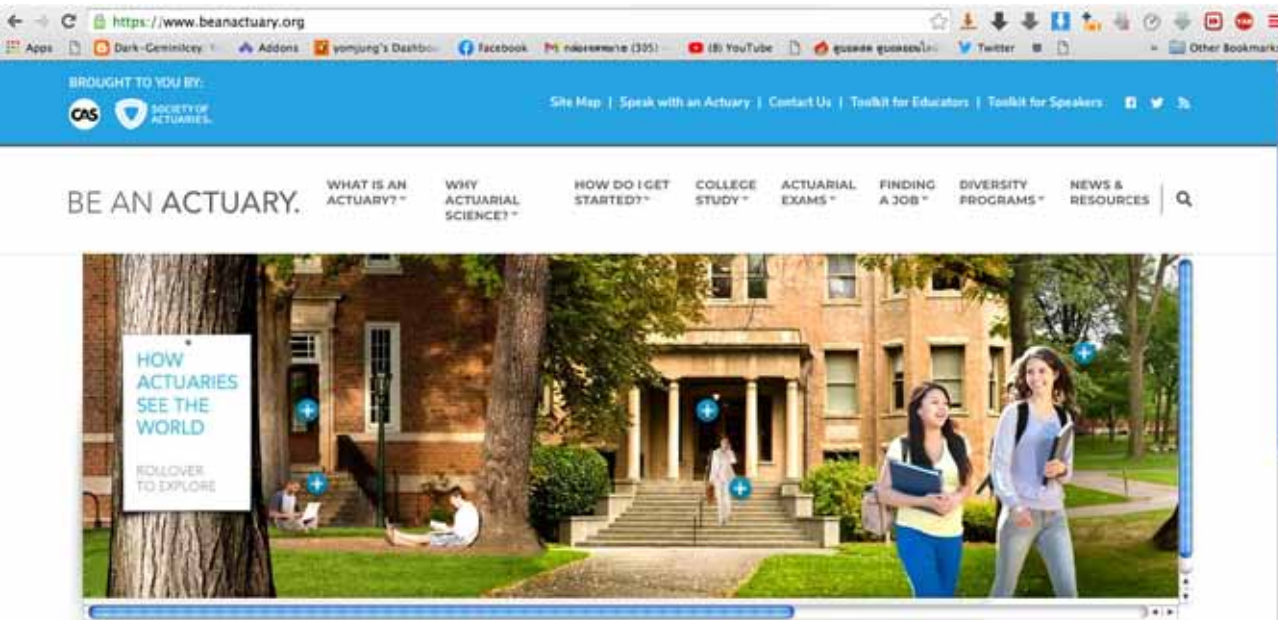 https://www.beanactuary.org
Apps Addons Facebook (8) YouTube Twitter Other Bookmarks
BROUGHT TO YOU BY:
CAS SOCIETY OF
ACTUARIES.
Site Map | Speak with an Actuary | Contact Us | Toolkit for Educators | Toolkit for Speakers
BE AN ACTUARY.
WHAT IS AN
ACTUARY?
WHY
ACTUARIAL
SCIENCE?
HOW DO I GET
STARTED?
COLLEGE
STUDY
ACTUARIAL
EXAMS
FINDING
A JOB
DIVERSITY
PROGRAMS
NEWS &
RESOURCES
HOW
ACTUARIES
SEE THE
WORLD
ROLLOVER
TO EXPLORE